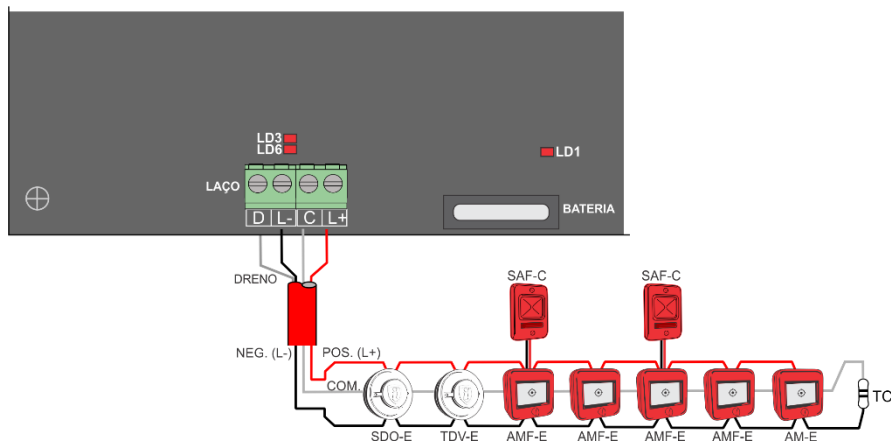 LD3
LD6
LD1
LAÇO
BATERIA
D L- C L+
DRENO
SAF-C SAF-C
NEG. (L-) POS. (L+)
COM.
TC
SDO-E TDV-E AMF-E AMF-E AMF-E AMF-E AM-E